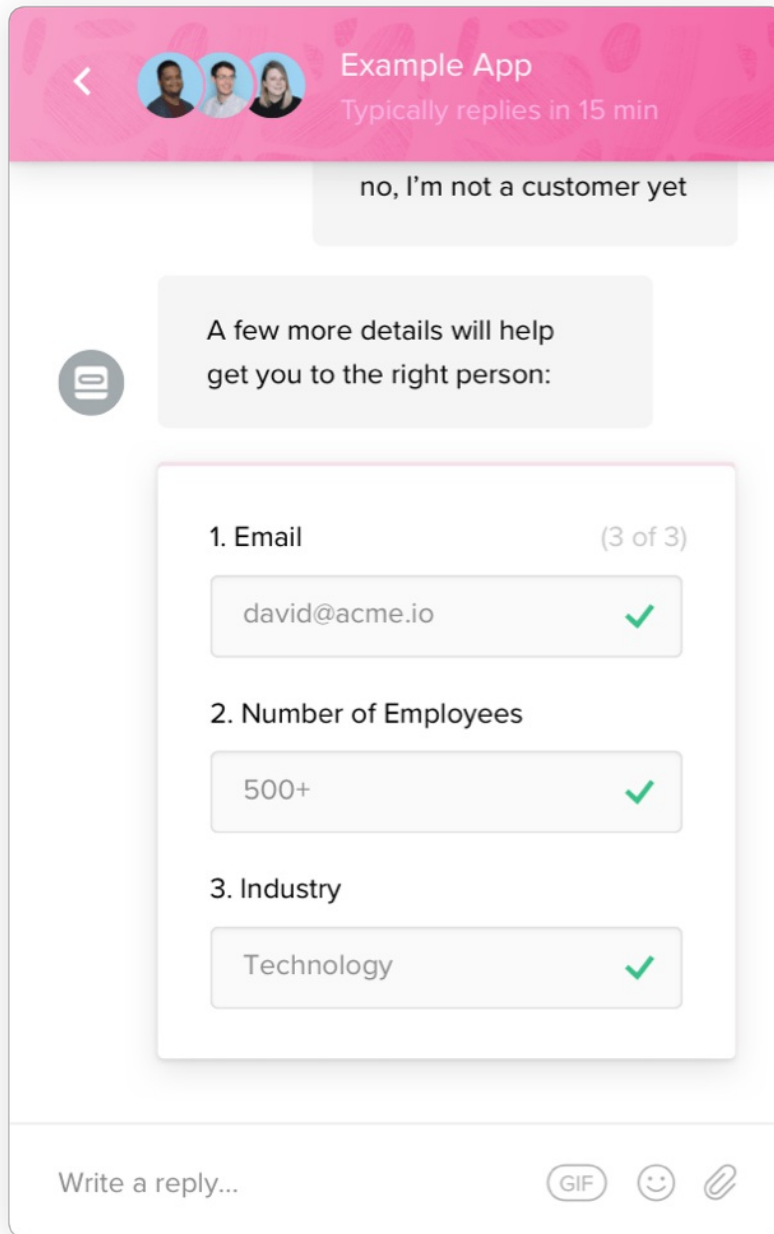 Example App
Typically replies in 15 min
no, I'm not a customer yet
A few more details will help
get you to the right person:
1. Email (3 of 3)
david@acme.io
2. Number of Employees
500+
3. Industry
Technology
Write a reply... GIF